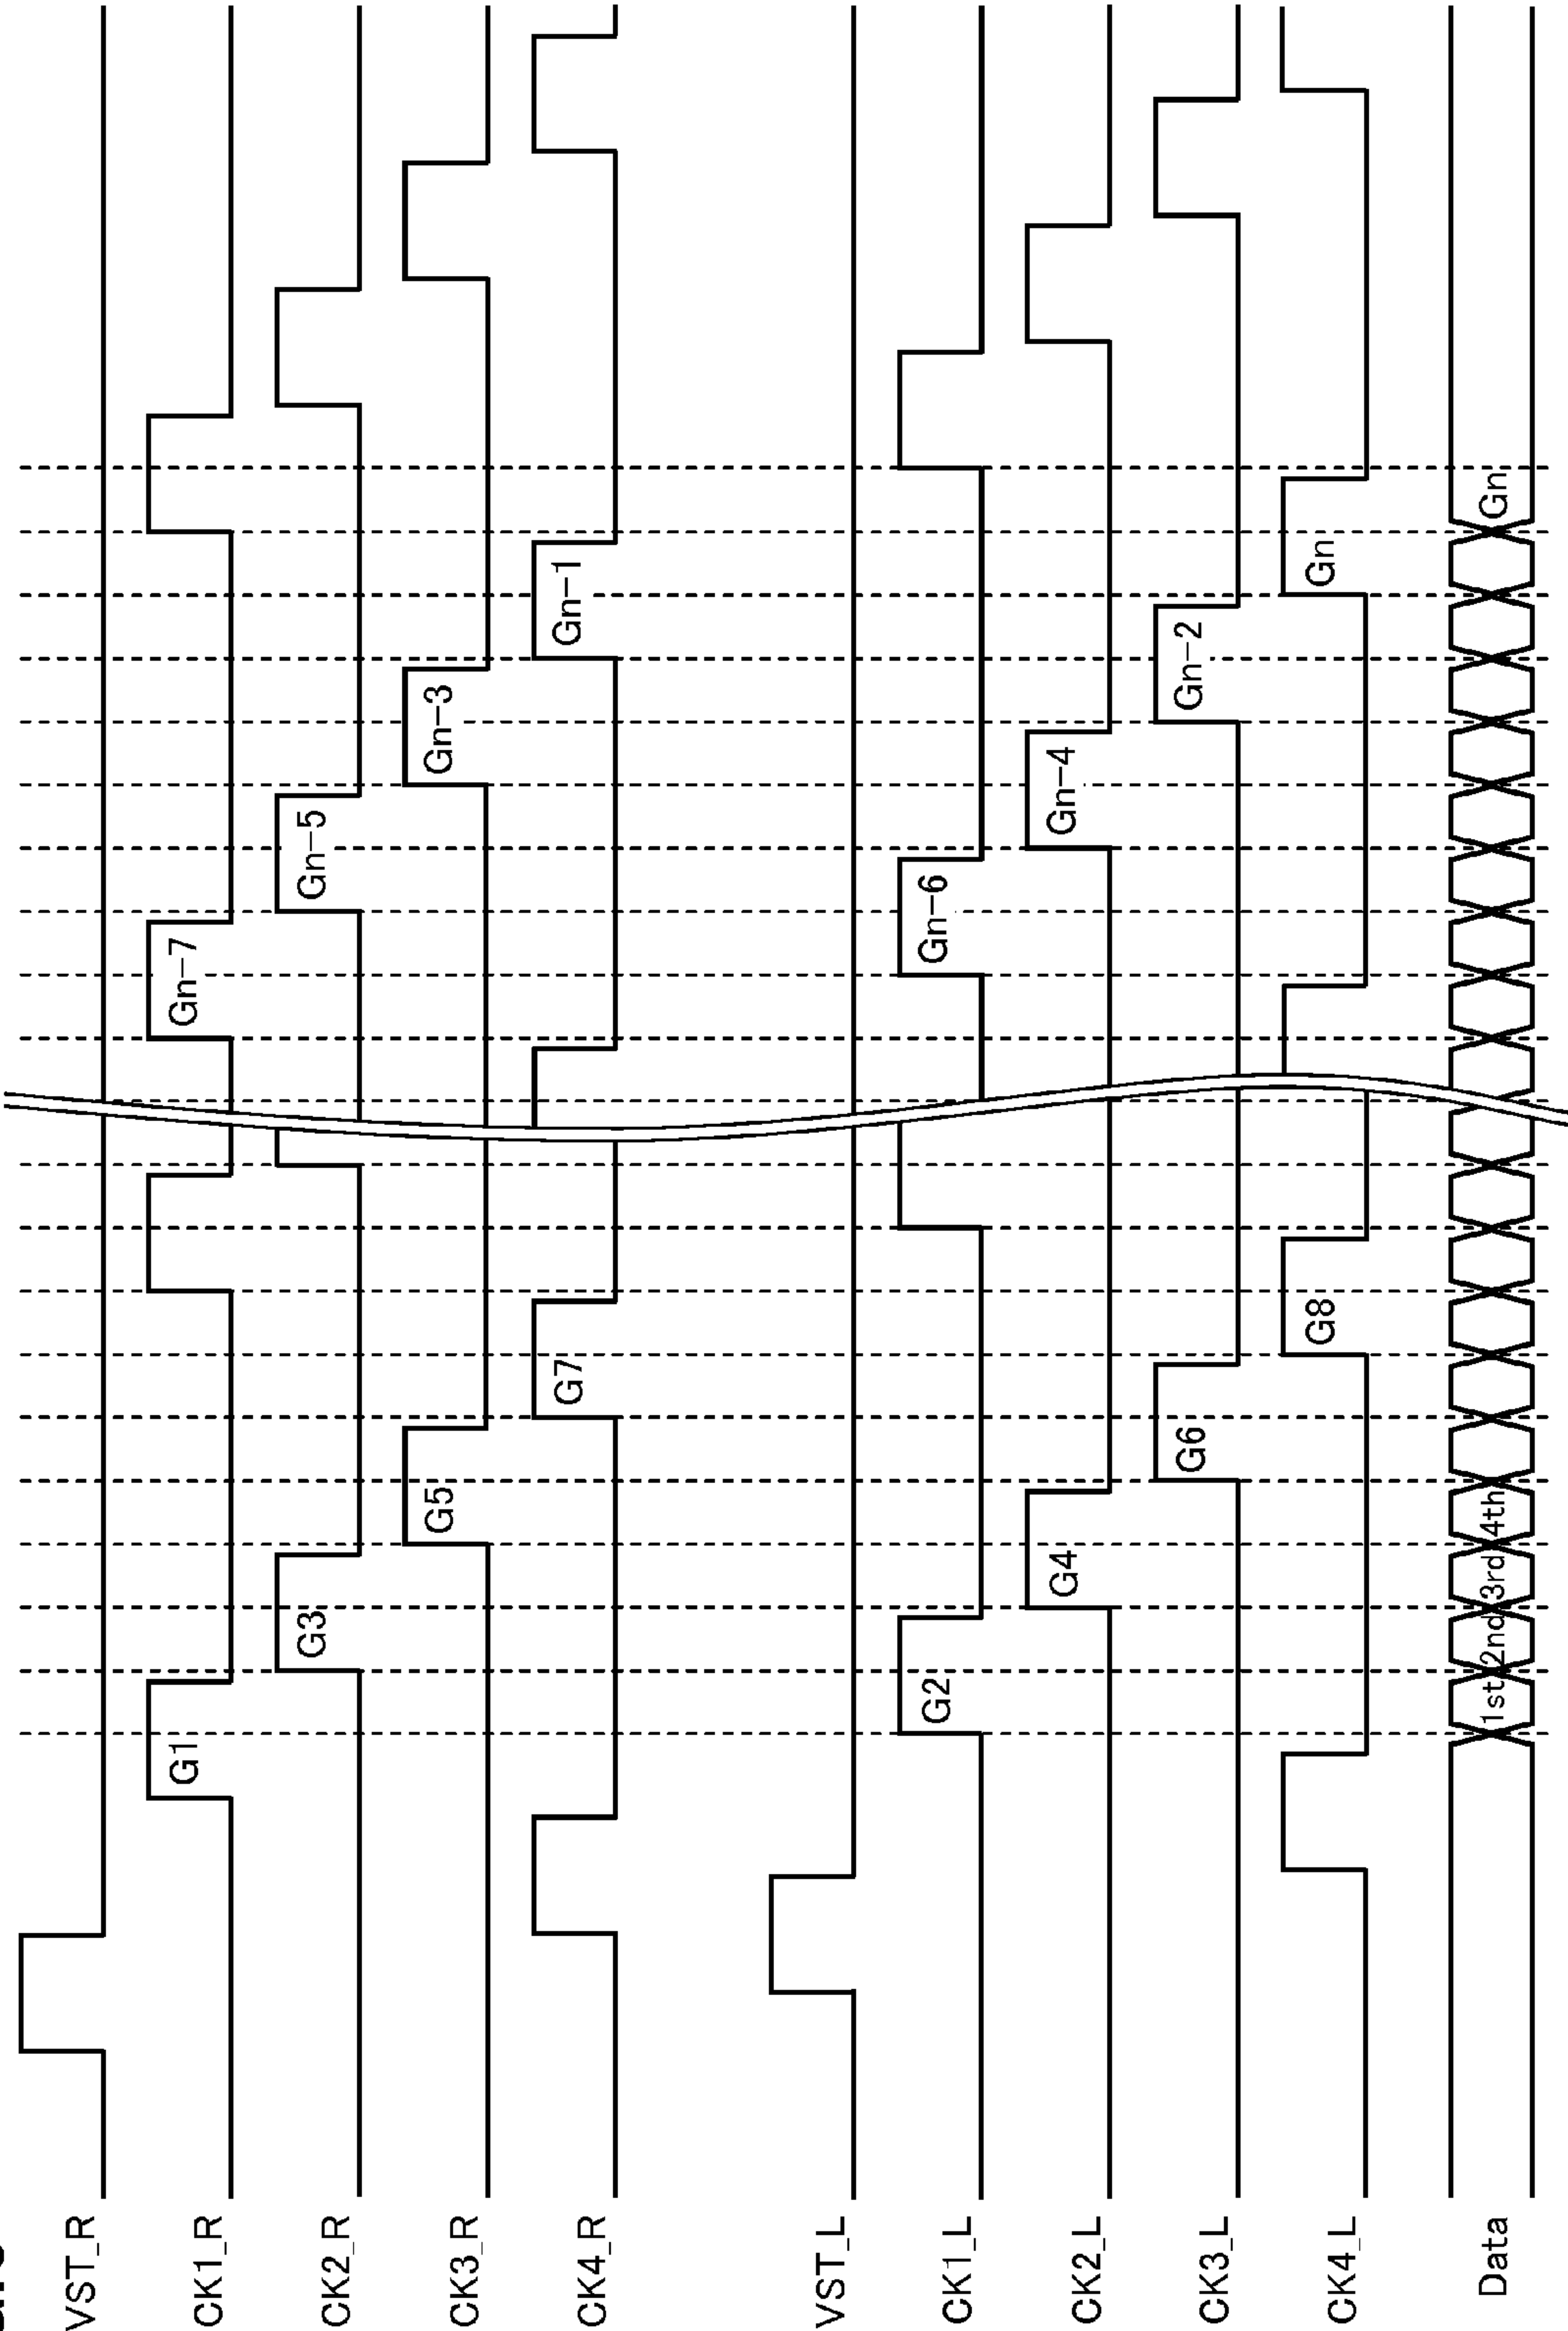 VST_R
CK1_R G1 Gn-7
CK2_R G3 Gn-5
CK3_R G5 Gn-3
CK4_R G7 Gn-1
VST_L
CK1_L G2 Gn-6
CK2_L G4 Gn-4
CK3_L G6 Gn-2
CK4_L G8 Gn
Data 1st 2nd 3rd 4th Gn